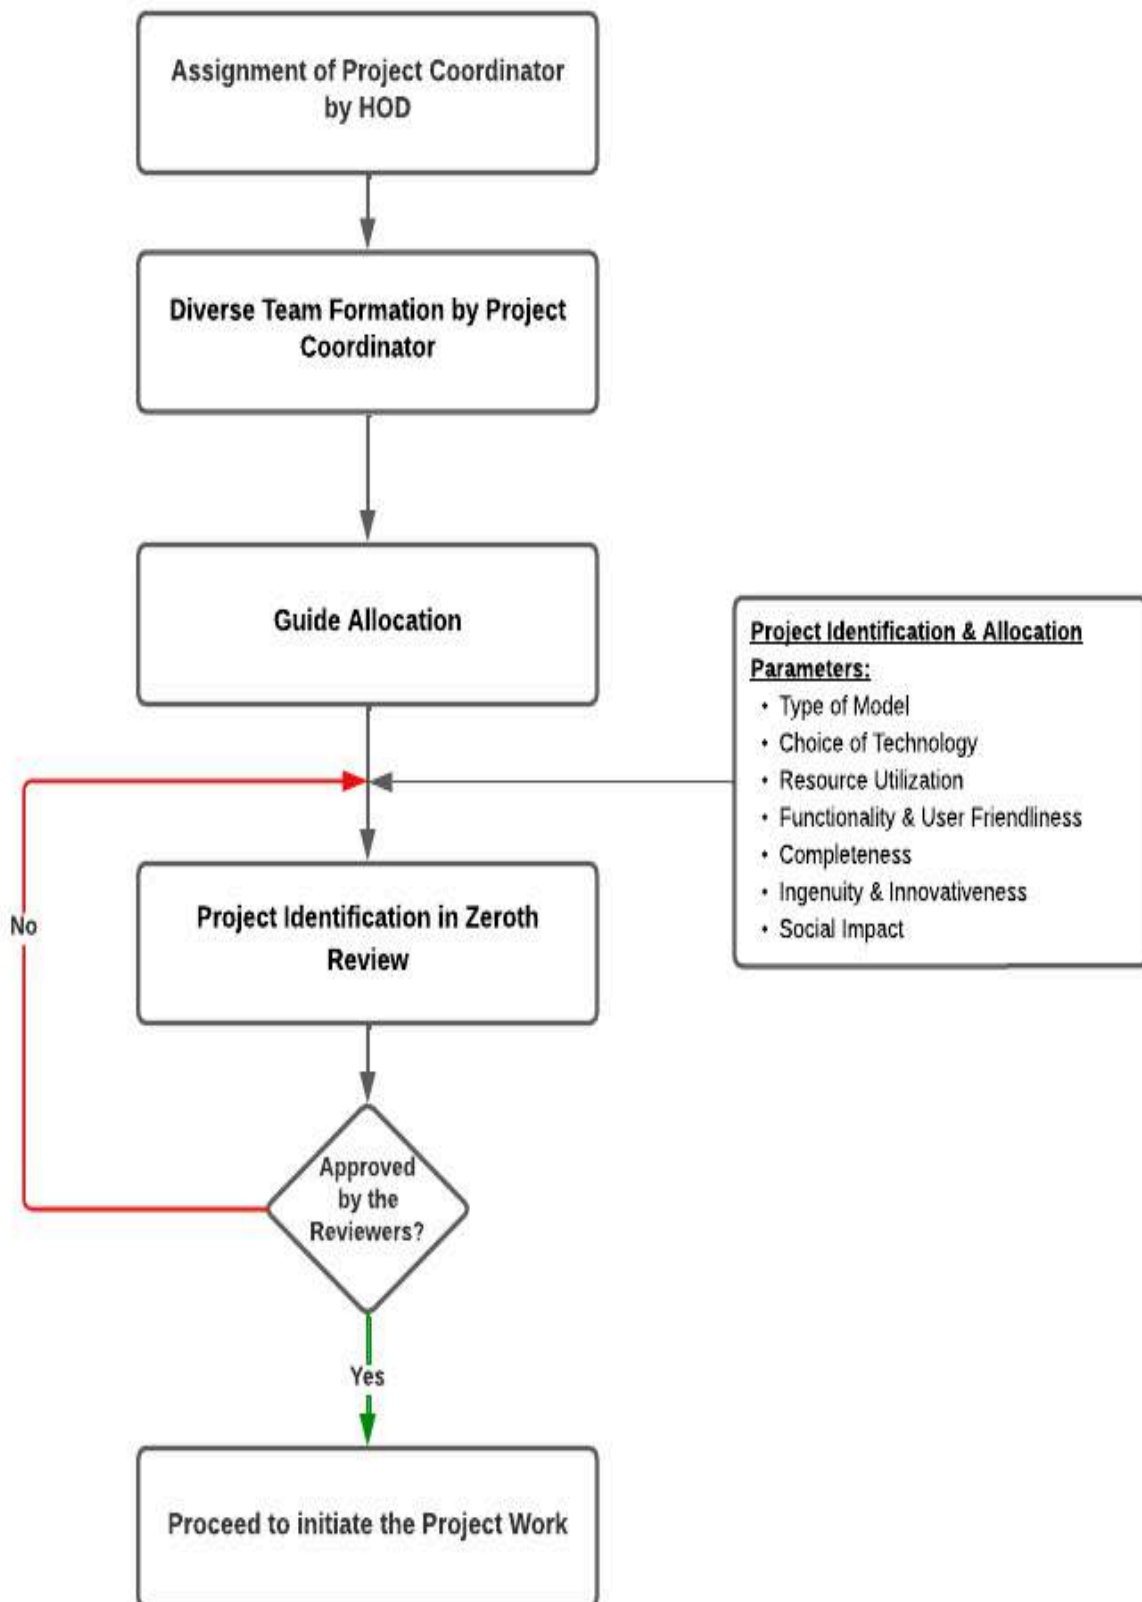 Assignment of Project Coordinator
by HOD
Diverse Team Formation by Project
Coordinator
Guide Allocation
Project Identification & Allocation
Parameters:
• Type of Model
• Choice of Technology
• Resource Utilization
• Functionality & User Friendliness
• Completeness
• Ingenuity & Innovativeness
• Social Impact
Project Identification in Zeroth
Review
No
Approved
by the
Reviewers?
Yes
Proceed to initiate the Project Work